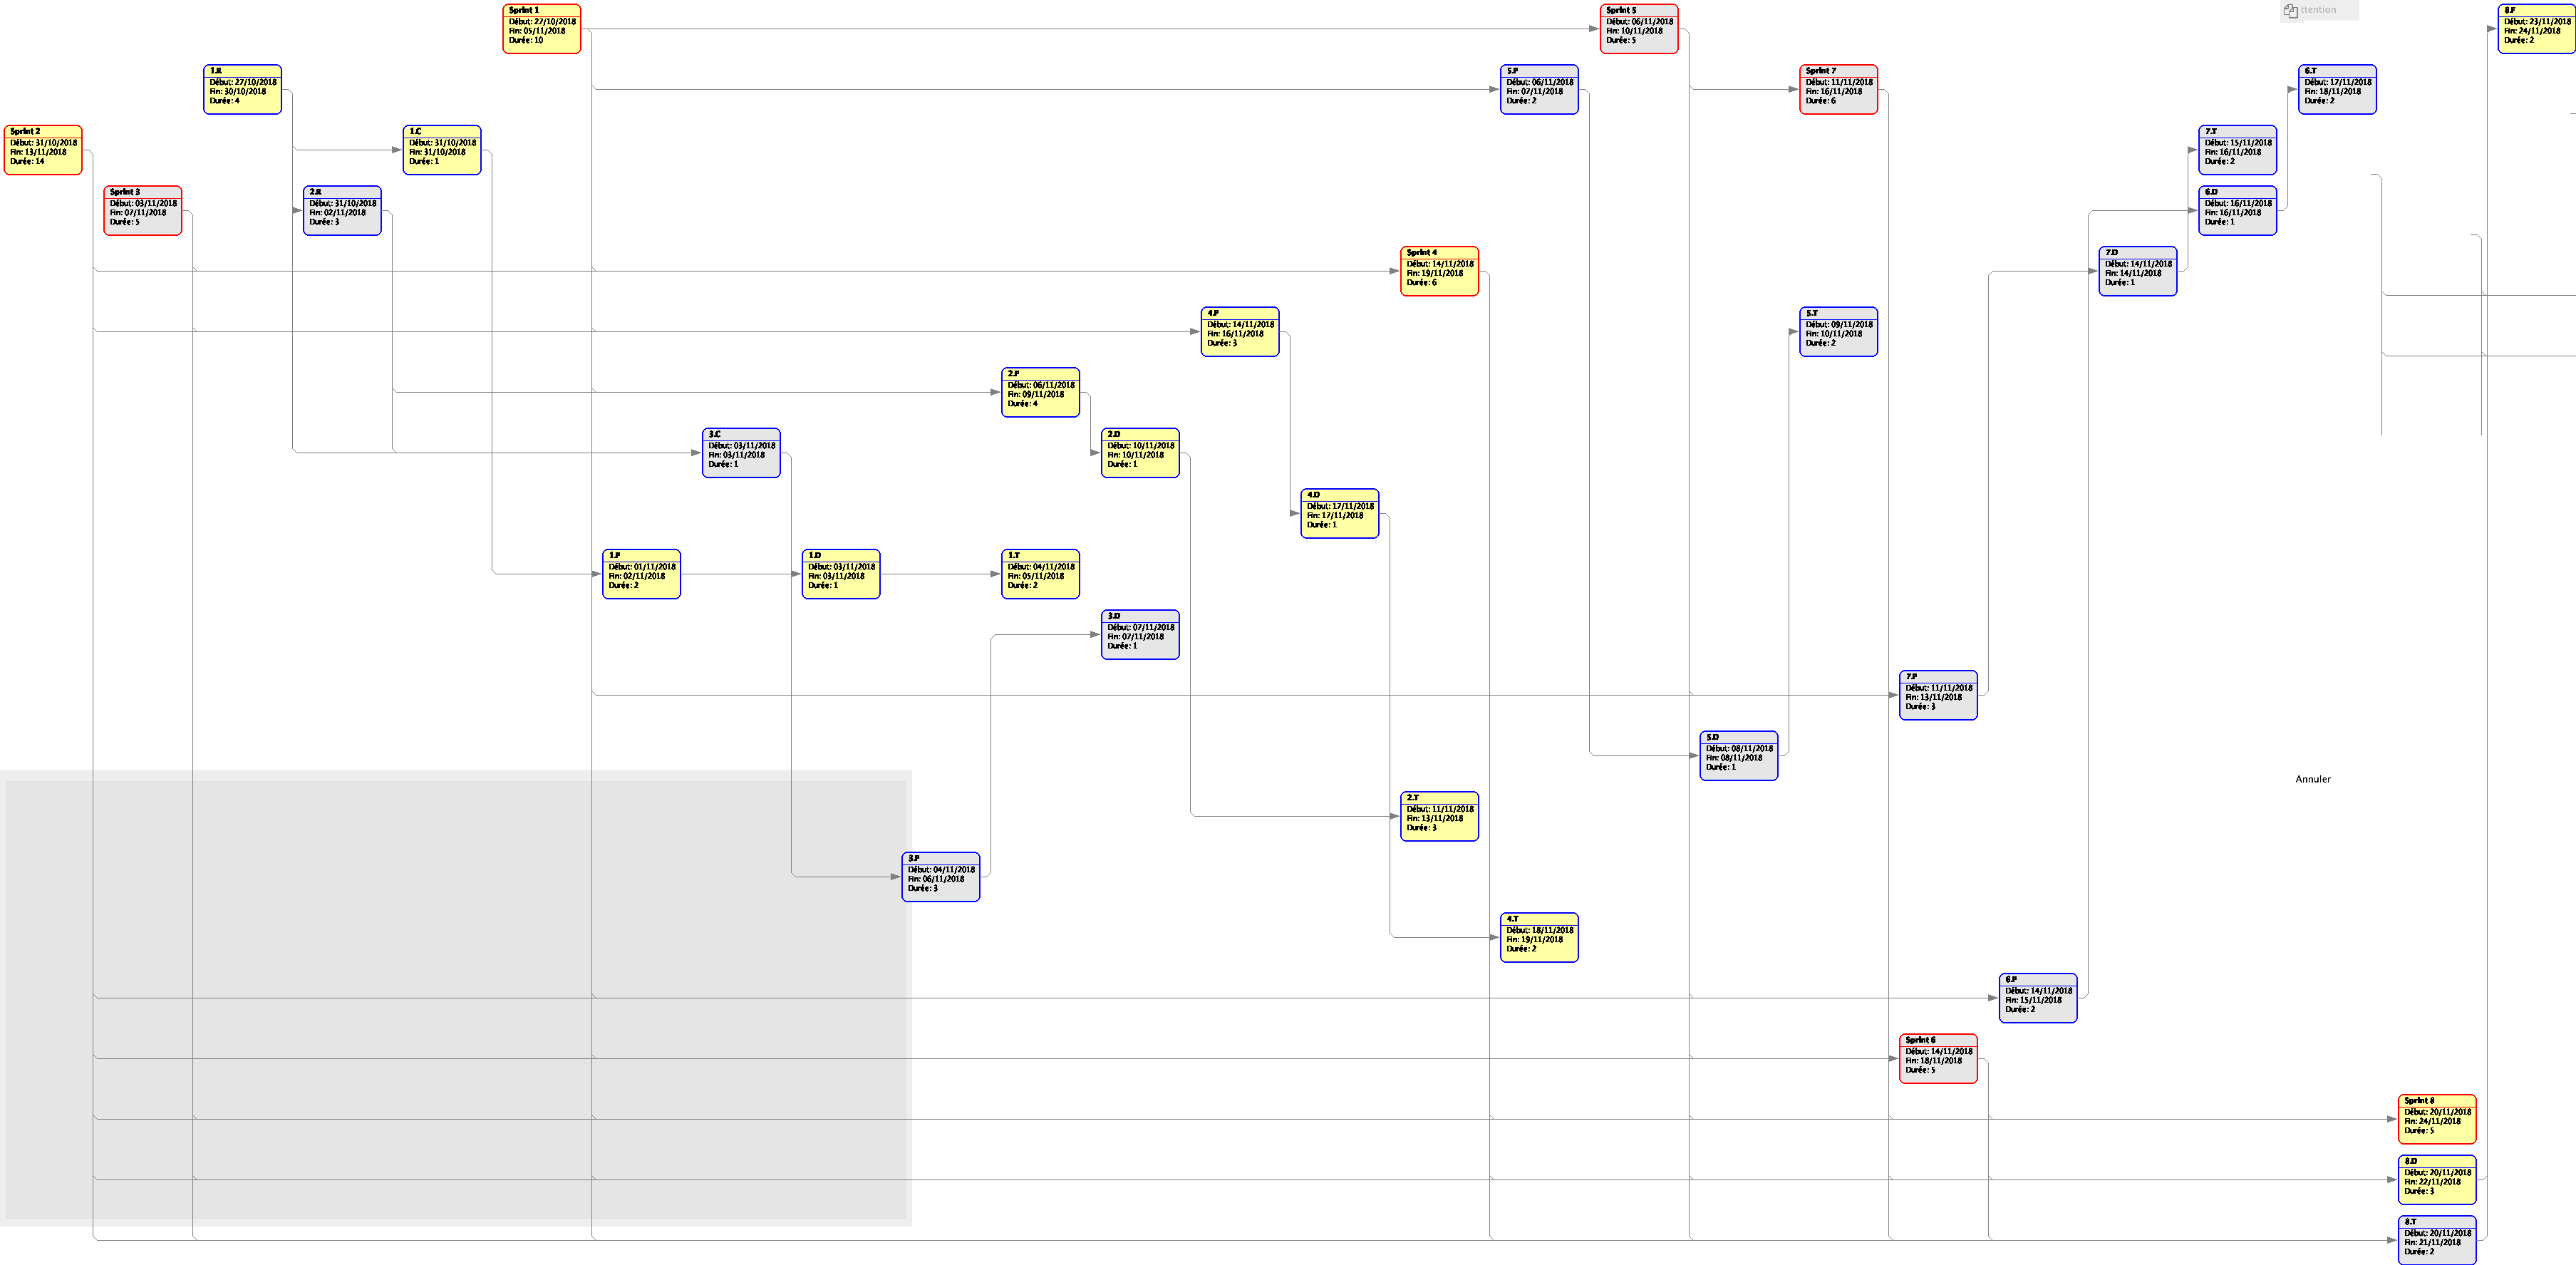 Sprint 1
Début: 27/10/2018
Fin: 05/11/2018
Durée: 10
Sprint 5
Début: 06/11/2018
Fin: 10/11/2018
Durée: 5
ttention
8.F
Début: 23/11/2018
Fin: 24/11/2018
Durée: 2
1.R
Début: 27/10/2018
Fin: 30/10/2018
Durée: 4
5.P
Début: 06/11/2018
Fin: 07/11/2018
Durée: 2
Sprint 7
Début: 11/11/2018
Fin: 16/11/2018
Durée: 6
6.T
Début: 17/11/2018
Fin: 18/11/2018
Durée: 2
Sprint 2
Début: 31/10/2018
Fin: 13/11/2018
Durée: 14
1.C
Début: 31/10/2018
Fin: 31/10/2018
Durée: 1
7.T
Début: 15/11/2018
Fin: 16/11/2018
Durée: 2
Sprint 3
Début: 03/11/2018
Fin: 07/11/2018
Durée: 5
2.R
Début: 31/10/2018
Fin: 02/11/2018
Durée: 3
6.D
Début: 16/11/2018
Fin: 16/11/2018
Durée: 1
Sprint 4
Début: 14/11/2018
Fin: 19/11/2018
Durée: 6
7.D
Début: 14/11/2018
Fin: 14/11/2018
Durée: 1
4.P
Début: 14/11/2018
Fin: 16/11/2018
Durée: 3
5.T
Début: 09/11/2018
Fin: 10/11/2018
Durée: 2
2.P
Début: 06/11/2018
Fin: 09/11/2018
Durée: 4
3.C
Début: 03/11/2018
Fin: 03/11/2018
Durée: 1
2.D
Début: 10/11/2018
Fin: 10/11/2018
Durée: 1
4.D
Début: 17/11/2018
Fin: 17/11/2018
Durée: 1
1.P
Début: 01/11/2018
Fin: 02/11/2018
Durée: 2
1.D
Début: 03/11/2018
Fin: 03/11/2018
Durée: 1
1.T
Début: 04/11/2018
Fin: 05/11/2018
Durée: 2
3.D
Début: 07/11/2018
Fin: 07/11/2018
Durée: 1
7.P
Début: 11/11/2018
Fin: 13/11/2018
Durée: 3
5.D
Début: 08/11/2018
Fin: 08/11/2018
Durée: 1
Annuler
2.T
Début: 11/11/2018
Fin: 13/11/2018
Durée: 3
3.P
Début: 04/11/2018
Fin: 06/11/2018
Durée: 3
4.T
Début: 18/11/2018
Fin: 19/11/2018
Durée: 2
6.P
Début: 14/11/2018
Fin: 15/11/2018
Durée: 2
Sprint 6
Début: 14/11/2018
Fin: 18/11/2018
Durée: 5
Sprint 8
Début: 20/11/2018
Fin: 24/11/2018
Durée: 5
8.D
Début: 20/11/2018
Fin: 22/11/2018
Durée: 3
8.T
Début: 20/11/2018
Fin: 21/11/2018
Durée: 2